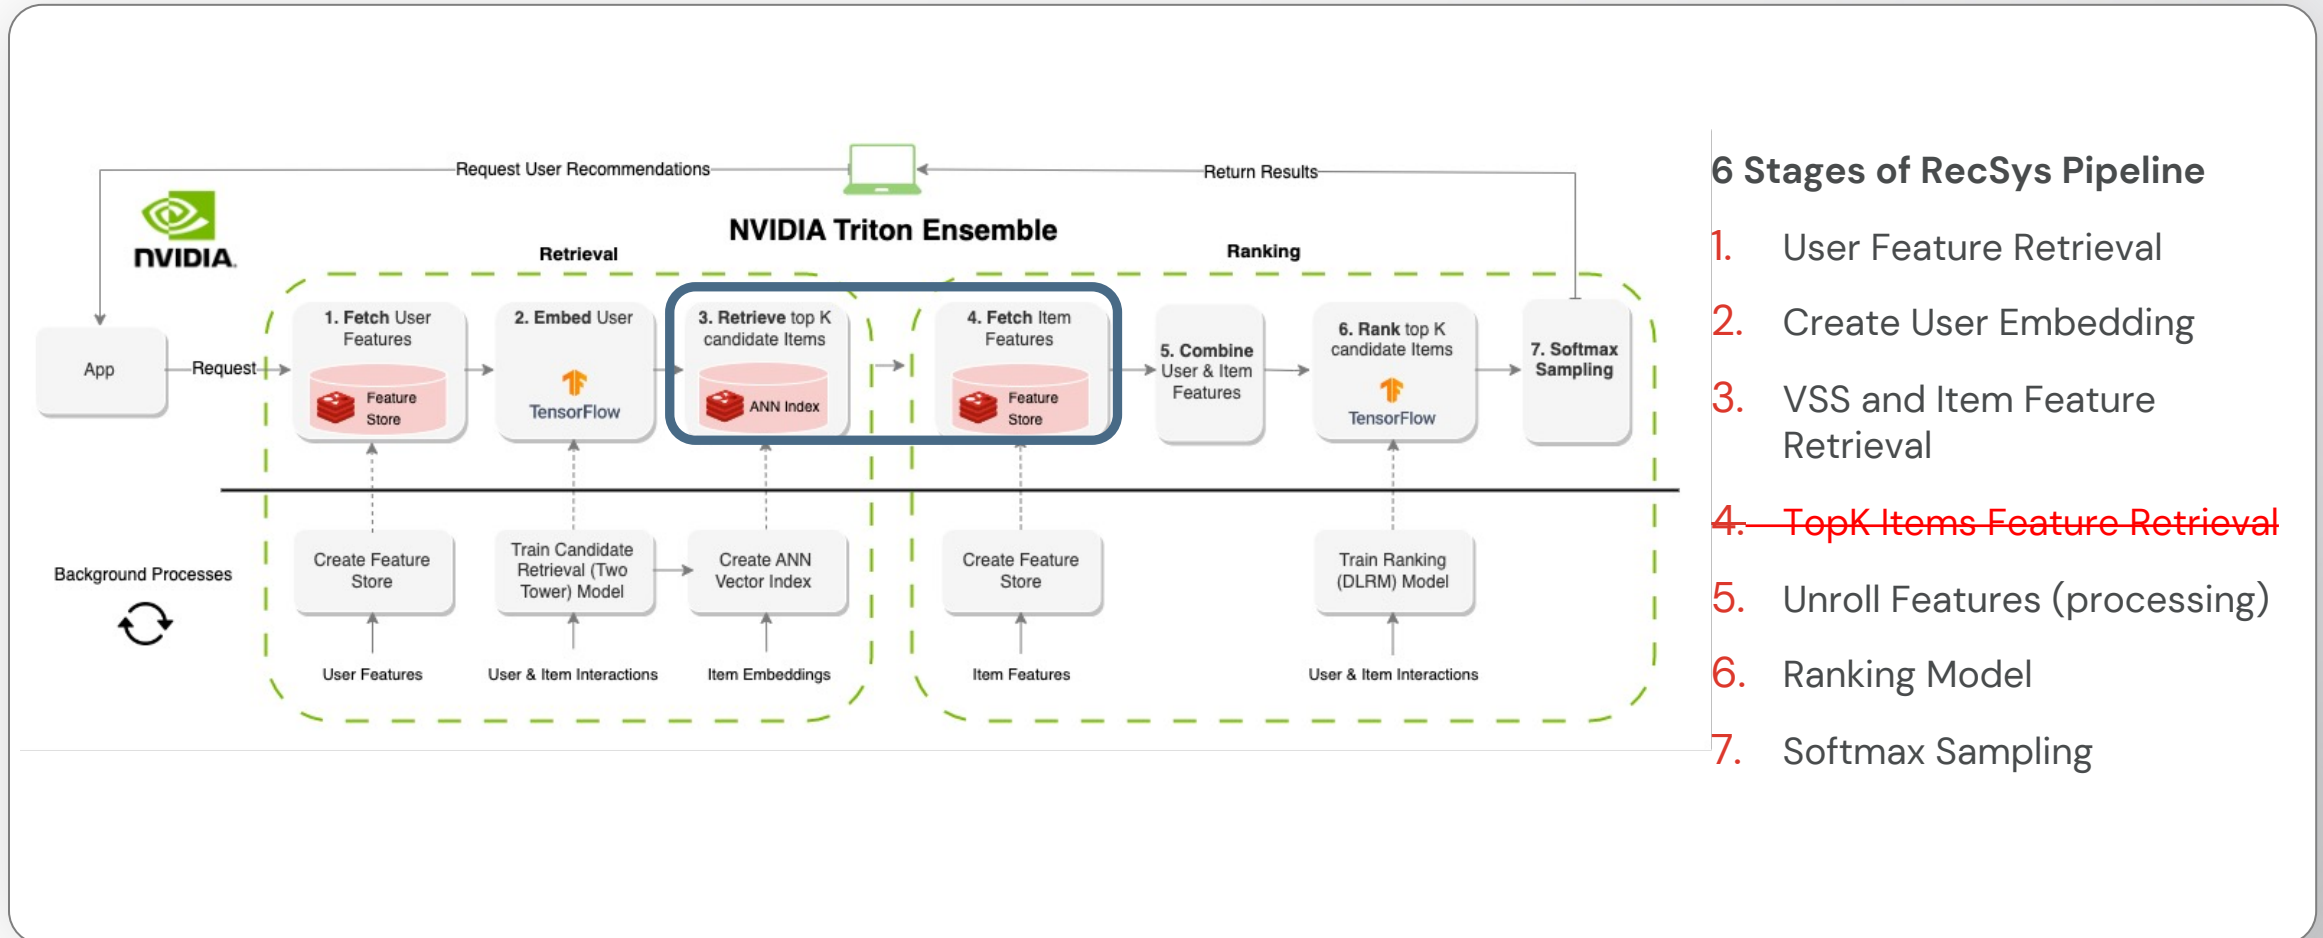 Request User Recommendations
Return Results
NVIDIA.
NVIDIA Triton Ensemble
Retrieval
Ranking
App
Request
1. Fetch User
Features
Feature
Store
2. Embed User
TensorFlow
3. Retrieve top K
candidate Items
ANN Index
4. Fetch Item
Features
Feature
Store
5. Combine
User & Item
Features
6. Rank top K
candidate Items
TensorFlow
7. Softmax
Sampling
Background Processes
Create Feature
Store
Train Candidate
Retrieval (Two
Tower) Model
Create ANN
Vector Index
Create Feature
Store
Train Ranking
(DLRM) Model
User Features
User & Item Interactions
Item Embeddings
Item Features
User & Item Interactions
6 Stages of RecSys Pipeline
1. User Feature Retrieval
2. Create User Embedding
3. VSS and Item Feature
Retrieval
4. TopK Items Feature Retrieval
5. Unroll Features (processing)
6. Ranking Model
7. Softmax Sampling